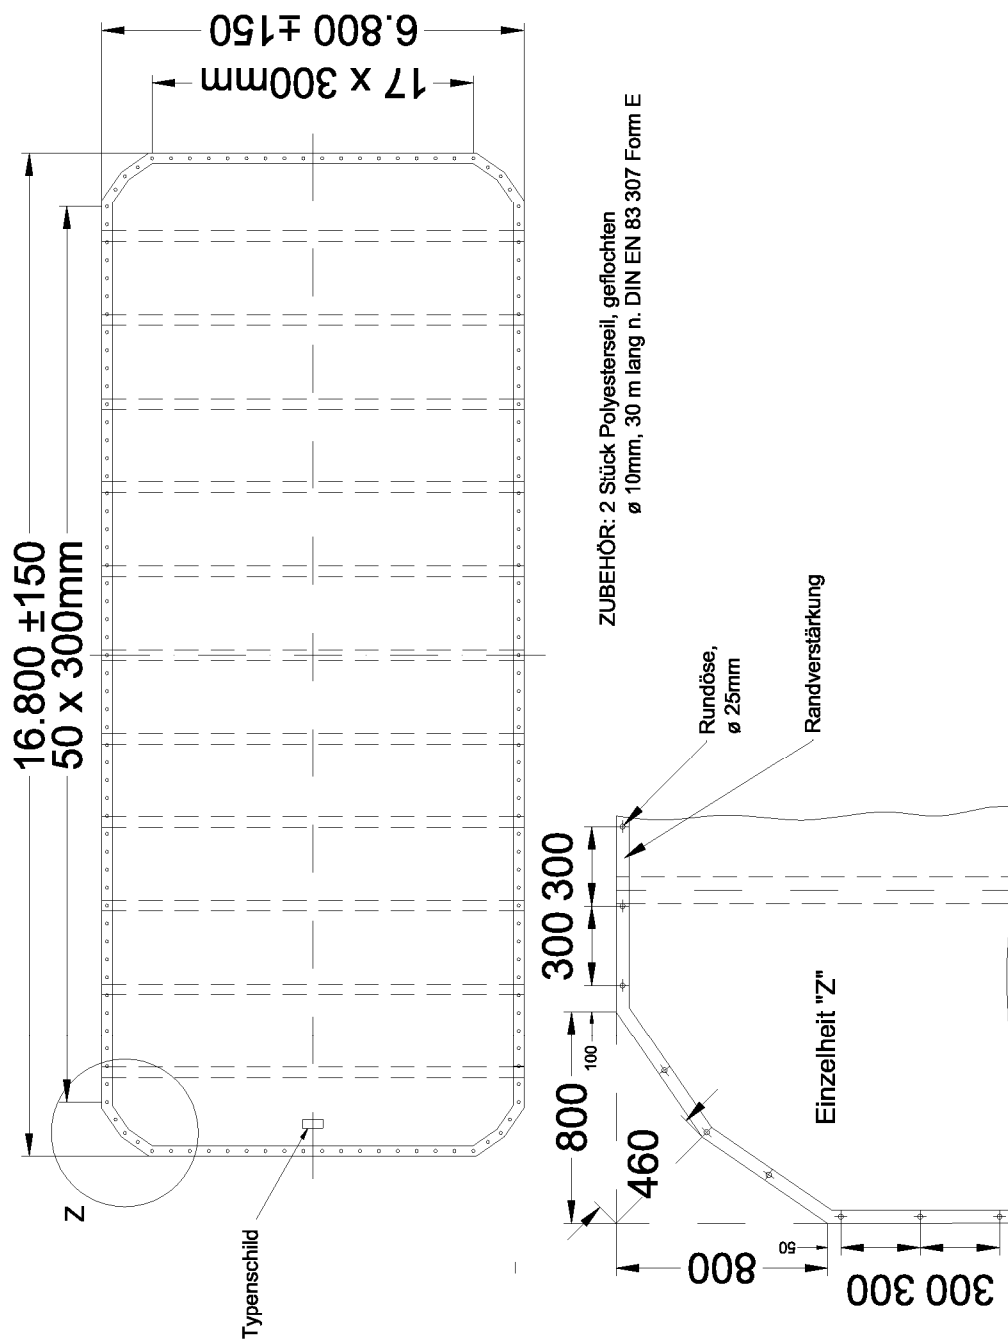 16.800 ±150
50 x 300mm
6.800 ±150
17 x 300mm
Z
Typenschild
ZUBEHÖR: 2 Stück Polyesterseil, geflochten
ø 10mm, 30 m lang n. DIN EN 83 307 Form E
300 300
800
100
460
800
50
300 300
Rundöse,
ø 25mm
Randverstärkung
Einzelheit "Z"